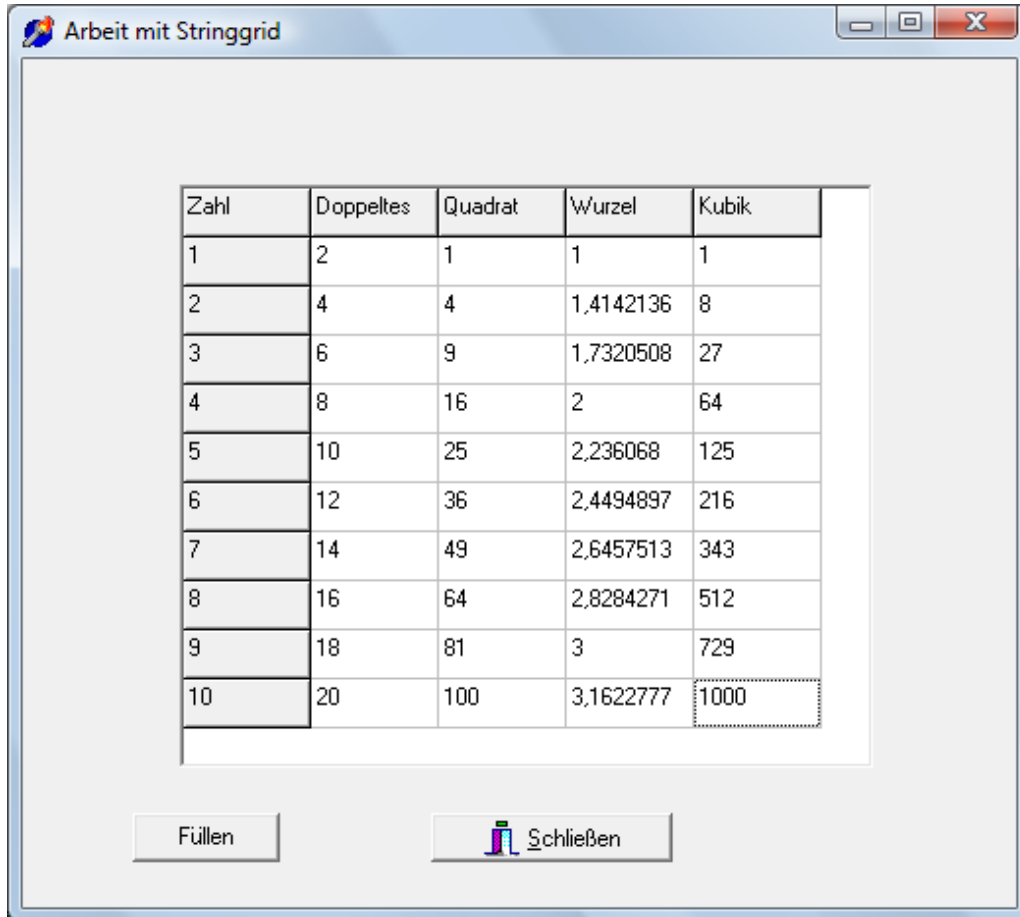 Arbeit mit Stringgrid
Zahl Doppeltes Quadrat Wurzel Kubik
1 2 1 1 1
2 4 4 1,4142136 8
3 6 9 1,7320508 27
4 8 16 2 64
5 10 25 2,236068 125
6 12 36 2,4494897 216
7 14 49 2,6457513 343
8 16 64 2,8284271 512
9 18 81 3 729
10 20 100 3,1622777 1000
Füllen Schließen